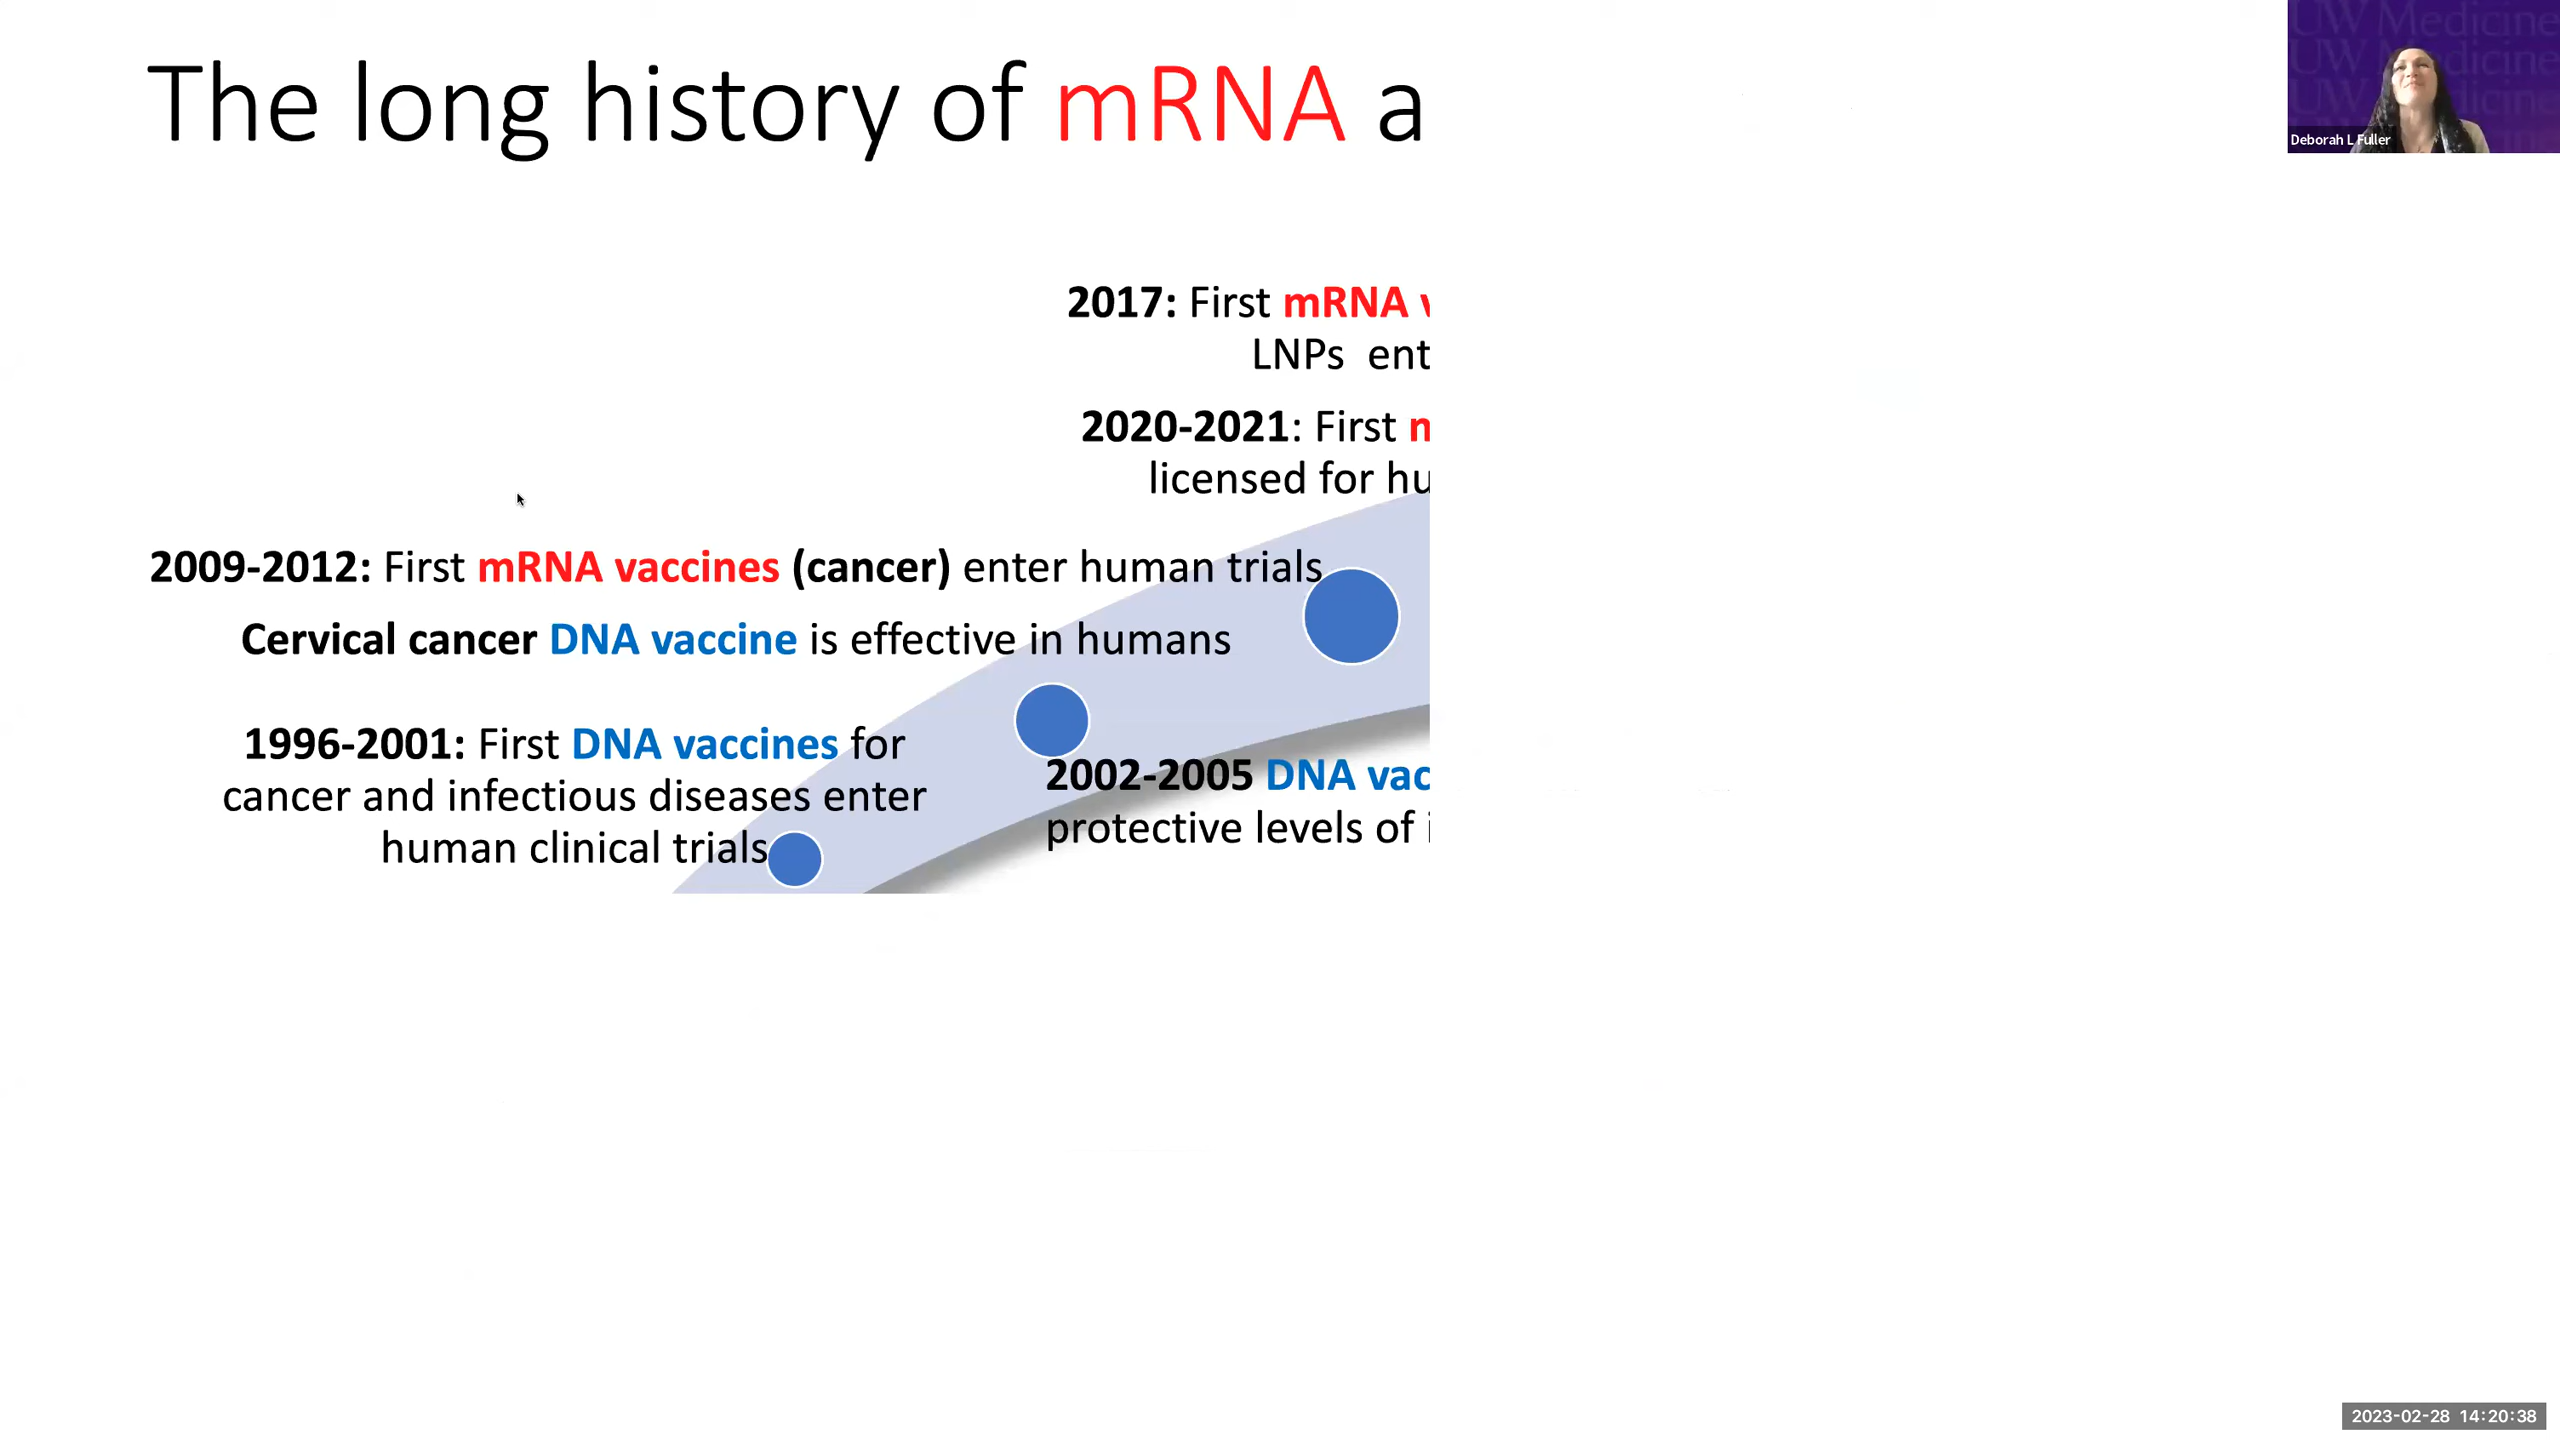 The long history of mRNA a
2017: First mRNA
LNPs ent
2020-2021: First
licensed for hu
2009-2012: First mRNA vaccines (cancer) enter human trials
Cervical cancer DNA vaccine is effective in humans
1996-2001: First DNA vaccines for
cancer and infectious diseases enter
human clinical trials
2002-2005 DNA vac
protective levels of
UW Medicine
Deborah L Fuller
2023-02-28 14:20:38